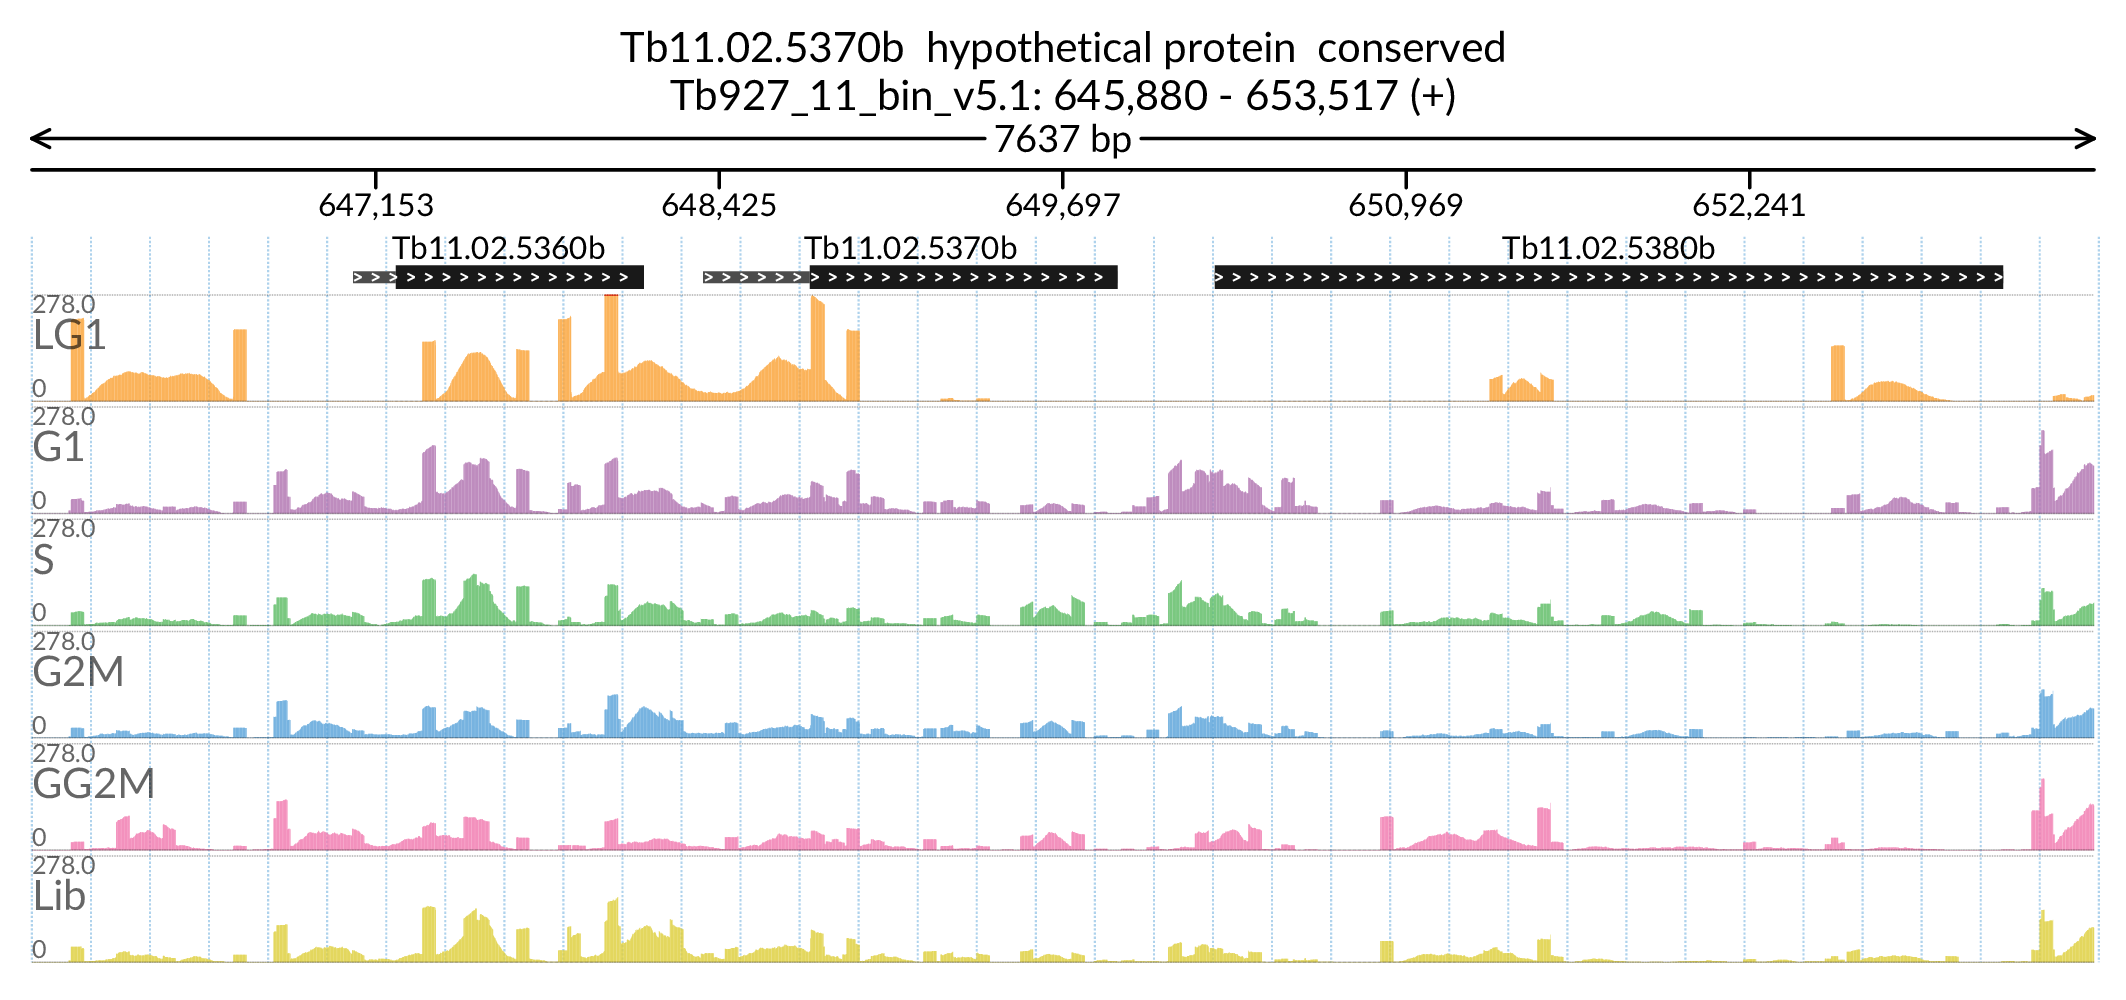 Tb11.02.5370b hypothetical protein conserved
Tb927_11_bin_v5.1: 645,880 - 653,517 (+)
7637 bp
647,153 648,425 649,697 650,969 652,241
Tb11.02.5360b Tb11.02.5370b Tb11.02.5380b
278.0
LG1
0
278.0
G1
0
278.0
S
0
278.0
G2M
0
278.0
GG2M
0
278.0
Lib
0